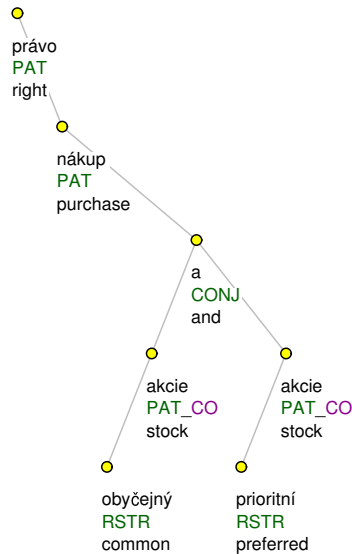 právo
PAT
right
nákup
PAT
purchase
a
CONJ
and
akcie
PAT_CO
stock
akcie
PAT_CO
stock
obyčejný
RSTR
common
prioritní
RSTR
preferred